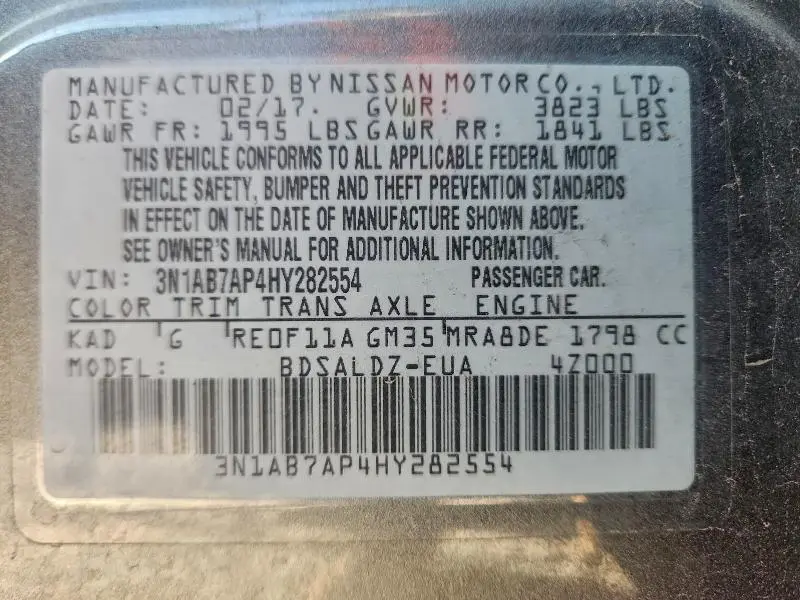 MANUFACTURED BY NISSAN MOTOR CO., LTD.
DATE: 02/17. GVWR: 3823 LBS
GAWR FR: 1995 LBS GAWR RR: 1841 LBS
THIS VEHICLE CONFORMS TO ALL APPLICABLE FEDERAL MOTOR
VEHICLE SAFETY, BUMPER AND THEFT PREVENTION STANDARDS
IN EFFECT ON THE DATE OF MANUFACTURE SHOWN ABOVE.
SEE OWNER'S MANUAL FOR ADDITIONAL INFORMATION.
VIN: 3N1AB7AP4HY282554 PASSENGER CAR.
COLOR TRIM TRANS AXLE ENGINE
KAD G RE0F11A GM35 MRA8DE 1798 CC
MODEL: BDSALDZ-EUA 4Z000
3N1AB7AP4HY282554